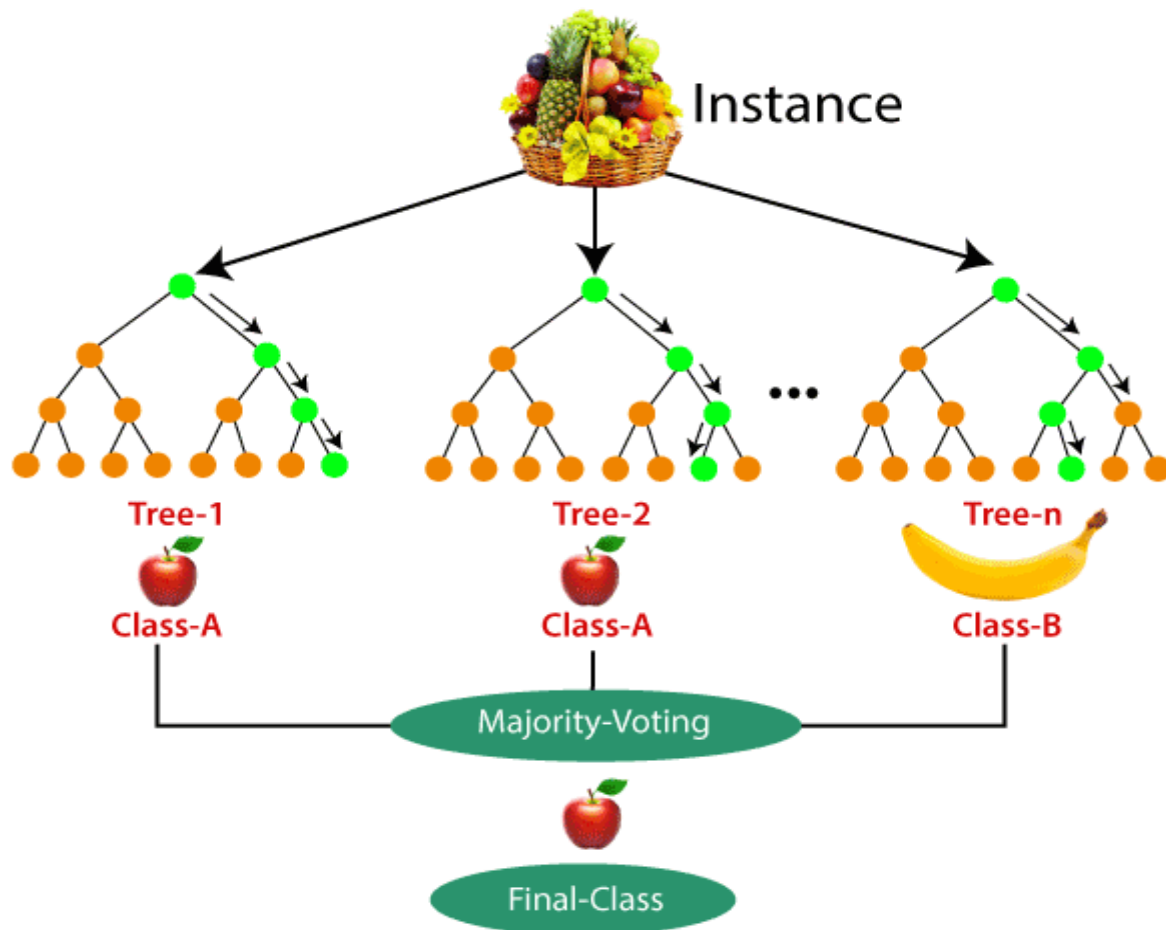 Instance
...
Tree-1
Tree-2
Tree-n
Class-A
Class-A
Class-B
Majority-Voting
Final-Class